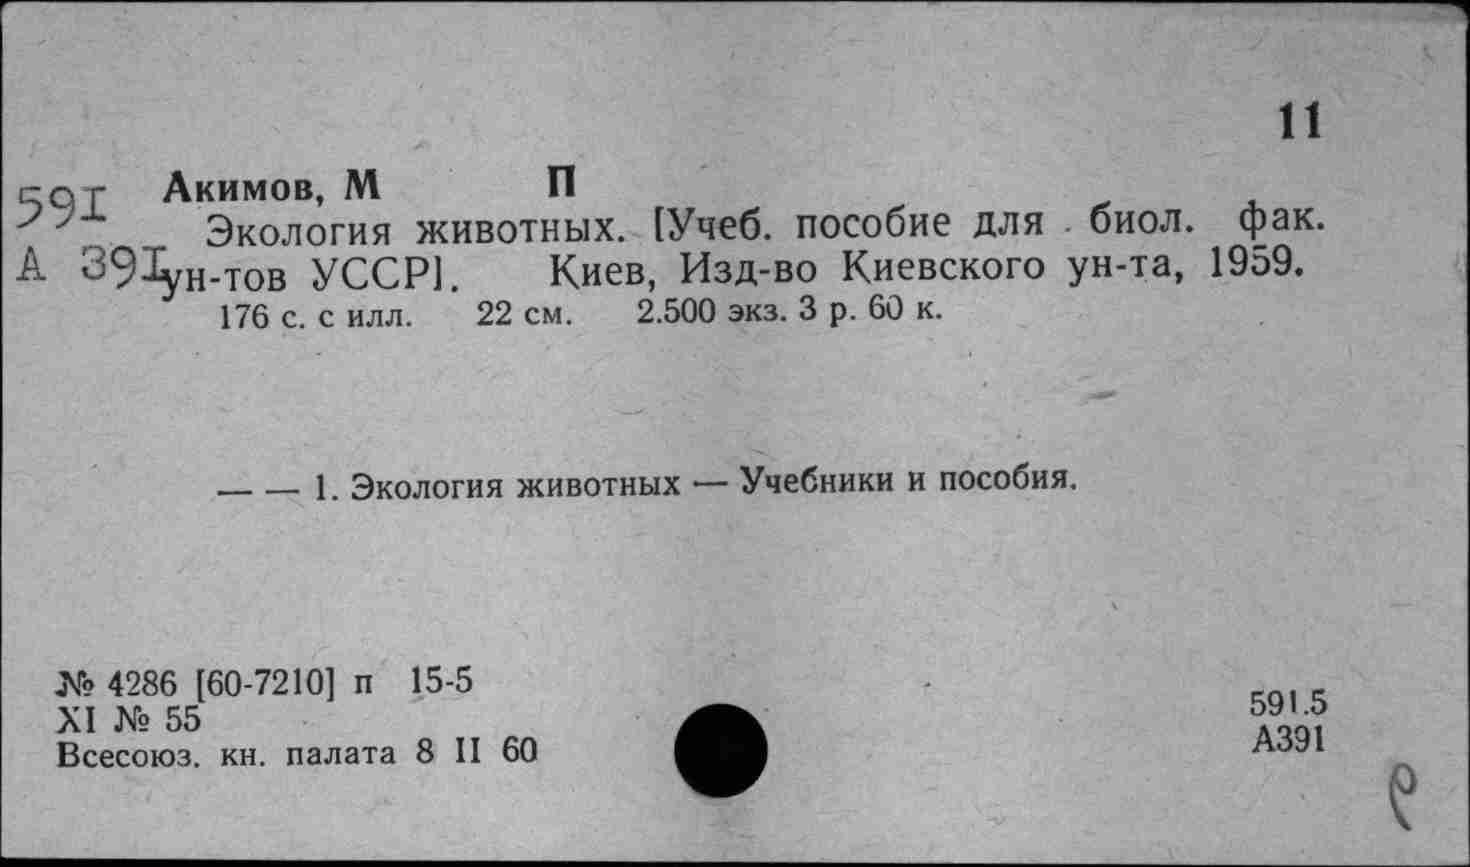 11
591 Акимов, М П
Экология животных. [Учеб. пособие для биол. фак.
А 391 ун-тов УССР]. Киев, Изд-во Киевского ун-та, 1959.
176 с. с илл. 22 см. 2.500 экз. 3 р. 60 к.
— — 1. Экология животных — Учебники и пособия.
№ 4286 [60-7210] п 15-5
XI № 55
Всесоюз. кн. палата 8 II 60
591.5
А391